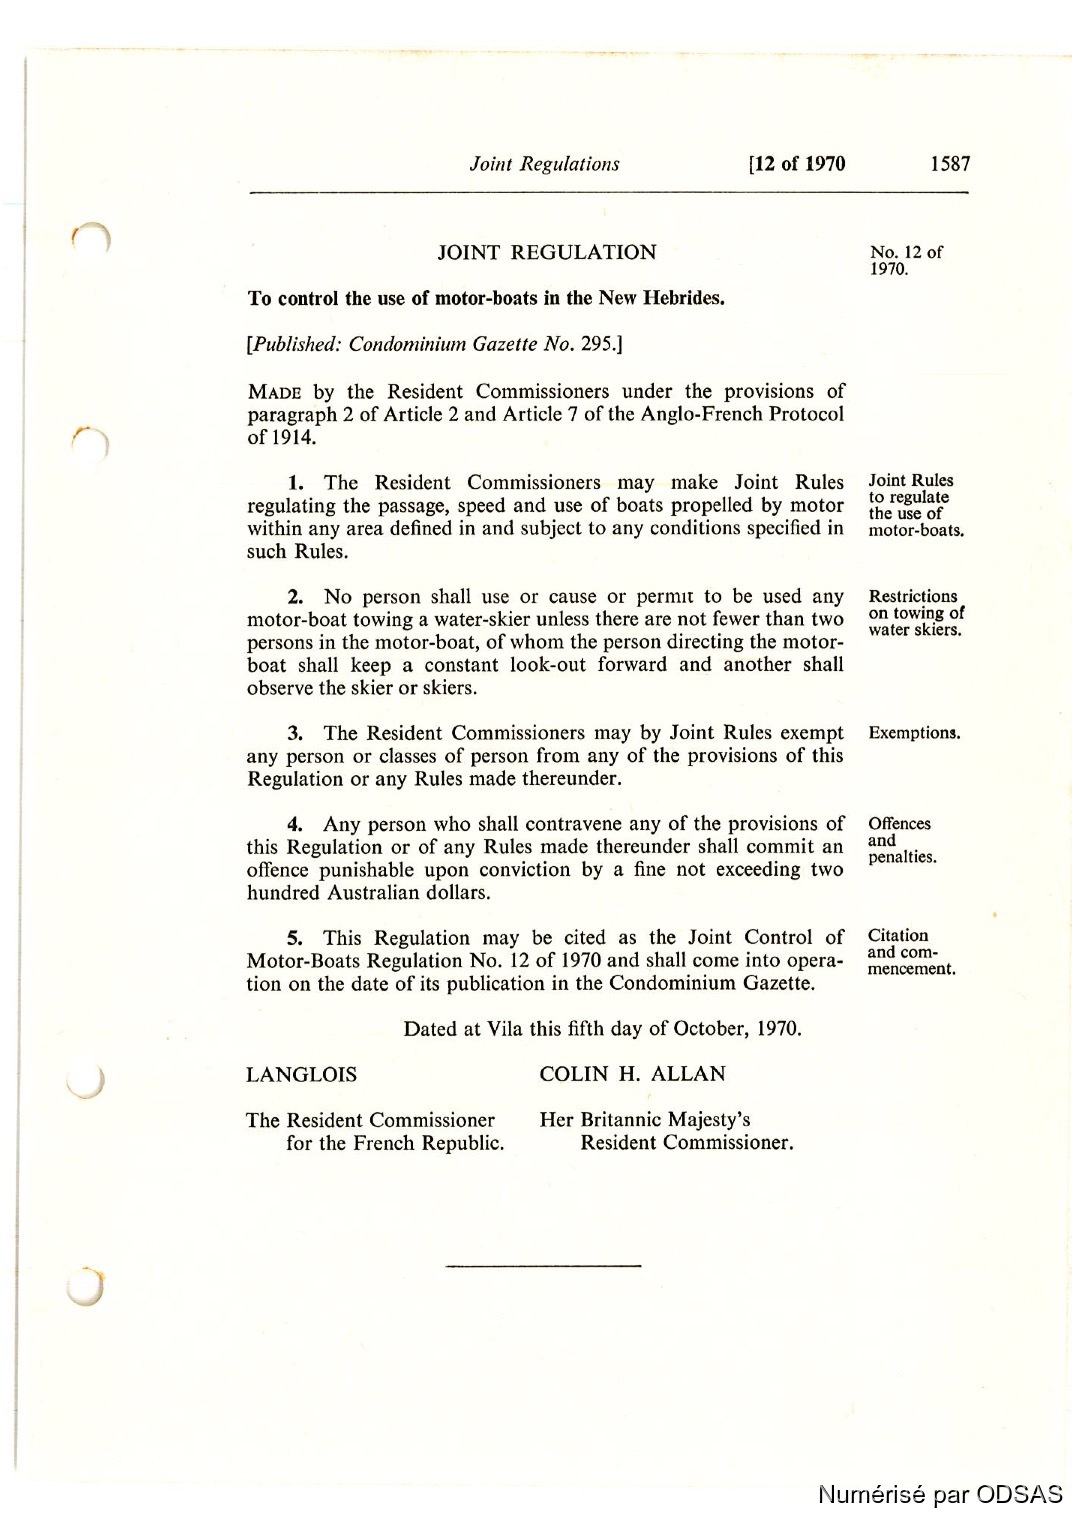 Joint Regulations [12 of 1970 1587
JOINT REGULATION
No. 12 of
1970.
To control the use of motor-boats in the New Hebrides.
[Published: Condominium Gazette No. 295.]
MADE by the Resident Commissioners under the provisions of
paragraph 2 of Article 2 and Article 7 of the Anglo-French Protocol
of 1914.
1. The Resident Commissioners may make Joint Rules
regulating the passage, speed and use of boats propelled by motor
within any area defined in and subject to any conditions specified in
such Rules.
Joint Rules
to regulate
the use of
motor-boats.
2. No person shall use or cause or permit to be used any
motor-boat towing a water-skier unless there are not fewer than two
persons in the motor-boat, of whom the person directing the motor-
boat shall keep a constant look-out forward and another shall
observe the skier or skiers.
Restrictions
on towing of
water skiers.
3. The Resident Commissioners may by Joint Rules exempt
any person or classes of person from any of the provisions of this
Regulation or any Rules made thereunder.
Exemptions.
4. Any person who shall contravene any of the provisions of
this Regulation or of any Rules made thereunder shall commit an
offence punishable upon conviction by a fine not exceeding two
hundred Australian dollars.
Offences
and
penalties.
5. This Regulation may be cited as the Joint Control of
Motor-Boats Regulation No. 12 of 1970 and shall come into opera-
tion on the date of its publication in the Condominium Gazette.
Citation
and com-
mencement.
Dated at Vila this fifth day of October, 1970.
LANGLOIS COLIN H. ALLAN
The Resident Commissioner
for the French Republic.
Her Britannic Majesty's
Resident Commissioner.
Numérisé par ODSAS